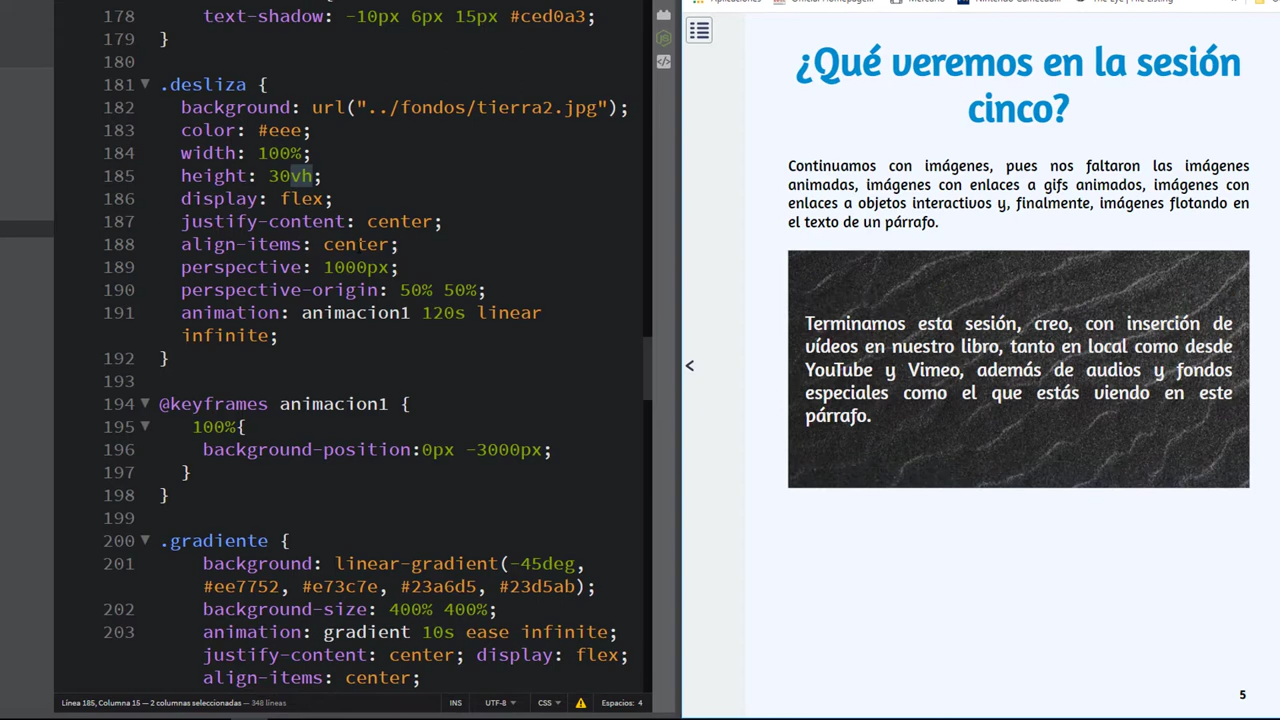 178 text-shadow: -10px 6px 15px #ced0a3;
179 }
180
181 .desliza {
182 background: url("../fondos/tierra2.jpg");
183 color: #eee;
184 width: 100%;
185 height: 30vh;
186 display: flex;
187 justify-content: center;
188 align-items: center;
189 perspective: 1000px;
190 perspective-origin: 50% 50%;
191 animation: animacion1 120s linear
infinite;
192 }
193
194 @keyframes animacion1 {
195 100%{
196 background-position:0px -3000px;
197 }
198 }
199
200 .gradiente {
201 background: linear-gradient(-45deg,
#ee7752, #e73c7e, #23a6d5, #23d5ab);
202 background-size: 400% 400%;
203 animation: gradient 10s ease infinite;
justify-content: center; display: flex;
align-items: center;
Línea 185, Columna 15 — 2 columnas seleccionadas — 348 líneas
INS UTF-8 CSS Espacios: 4
¿Qué veremos en la sesión
cinco?
Continuamos con imágenes, pues nos faltaron las imágenes
animadas, imágenes con enlaces a gifs animados, imágenes con
enlaces a objetos interactivos y, finalmente, imágenes flotando en
el texto de un párrafo.
Terminamos esta sesión, creo, con inserción de
vídeos en nuestro libro, tanto en local como desde
YouTube y Vimeo, además de audios y fondos
especiales como el que estás viendo en este
párrafo.
5